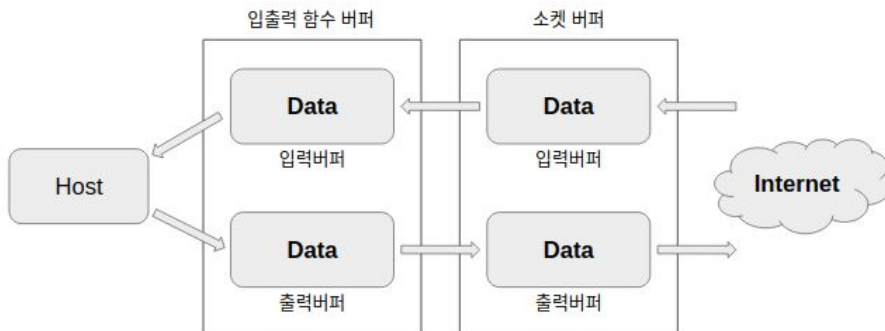 입출력 함수 버퍼
소켓 버퍼
Data
Data
입력버퍼
입력버퍼
Host
Internet
Data
Data
출력버퍼
출력버퍼